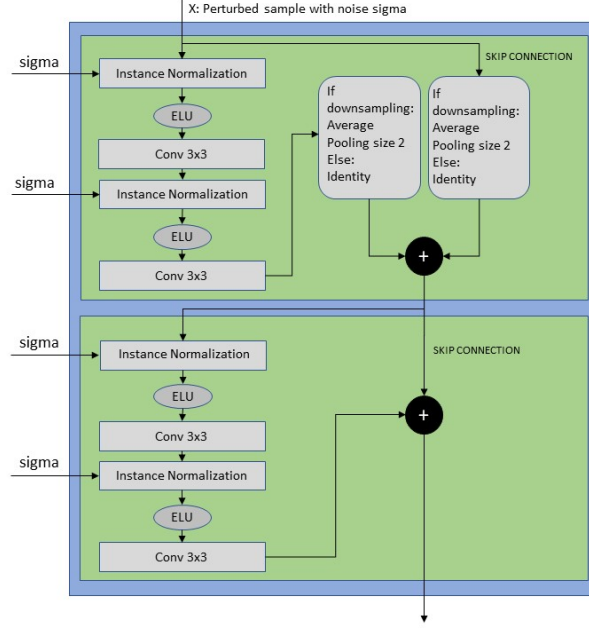 X: Perturbed sample with noise sigma
SKIP CONNECTION
sigma
Instance Normalization
ELU
Conv 3x3
sigma
Instance Normalization
ELU
Conv 3x3
If
downsampling:
Average
Pooling size 2
Else:
Identity
If
downsampling:
Average
Pooling size 2
Else:
Identity
+
sigma
Instance Normalization
SKIP CONNECTION
ELU
Conv 3x3
sigma
Instance Normalization
ELU
Conv 3x3
+